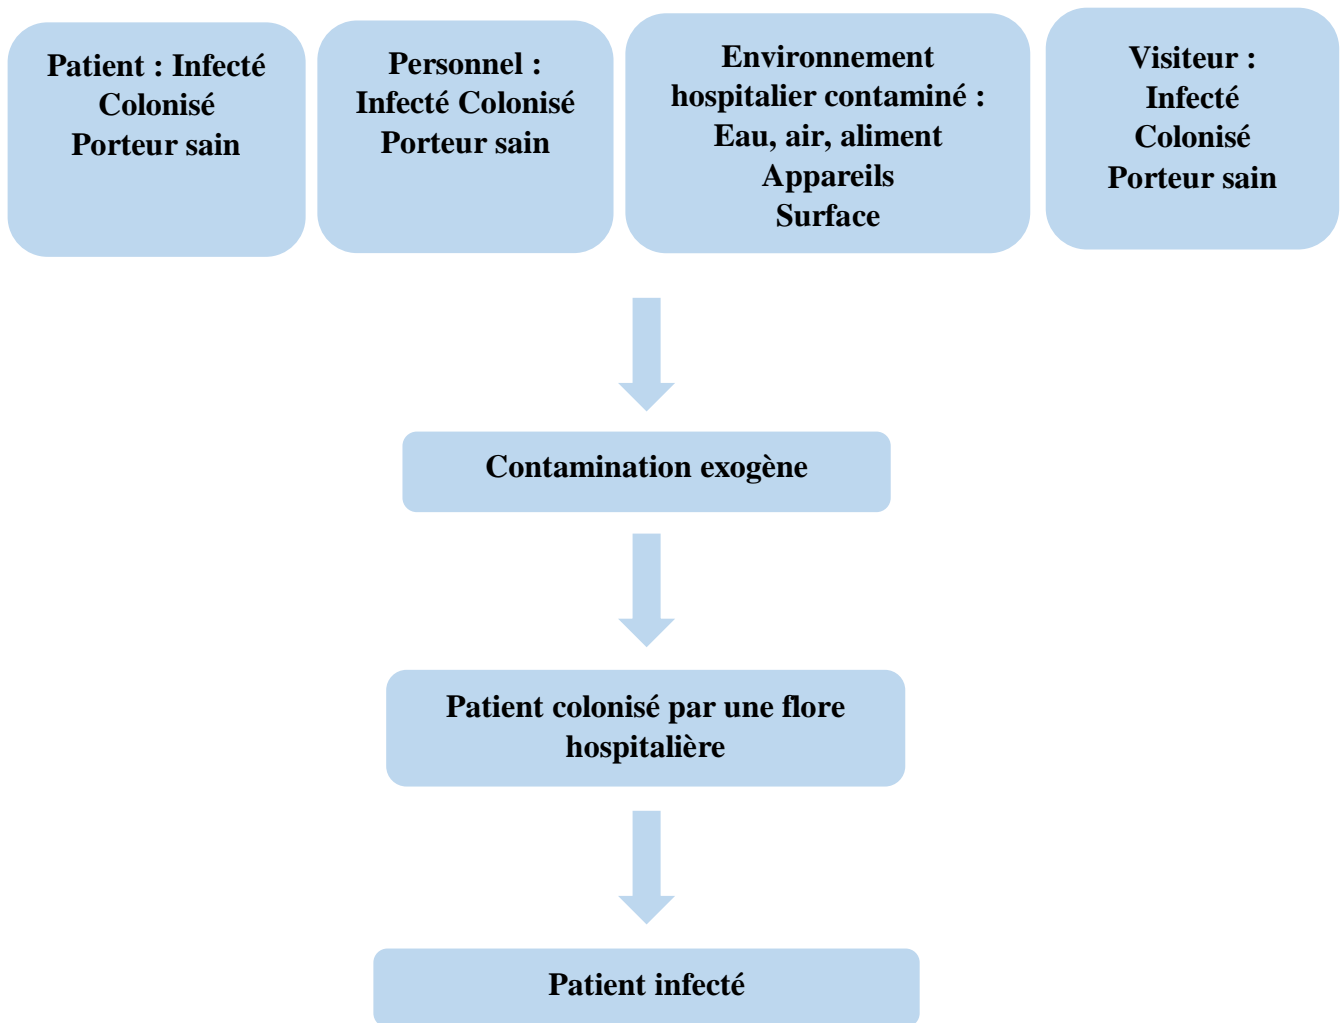 Patient : Infecté
Colonisé
Porteur sain
Personnel :
Infecté Colonisé
Porteur sain
Environnement
hospitalier contaminé :
Eau, air, aliment
Appareils
Surface
Visiteur :
Infecté
Colonisé
Porteur sain
Contamination exogène
Patient colonisé par une flore
hospitalière
Patient infecté